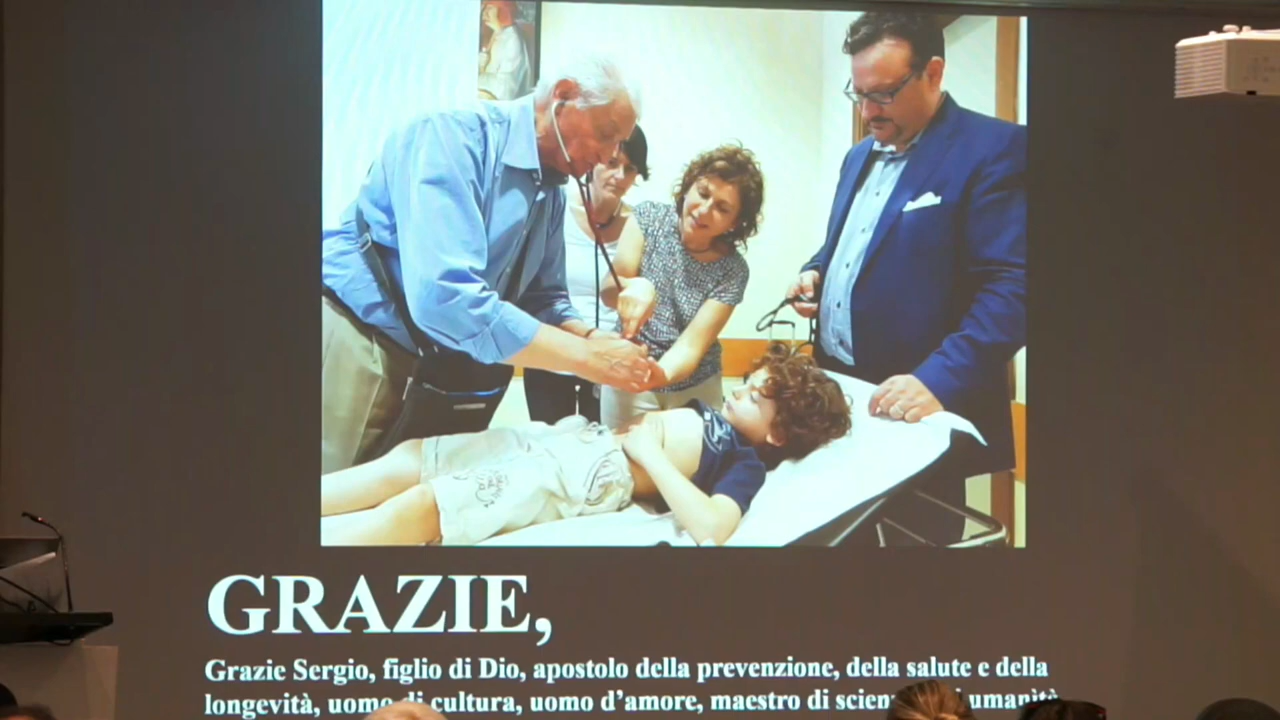 GRAZIE,
Grazie Sergio, figlio di Dio, apostolo della prevenzione, della salute e della
longevità, uomo di cultura, uomo d'amore, maestro di umanità